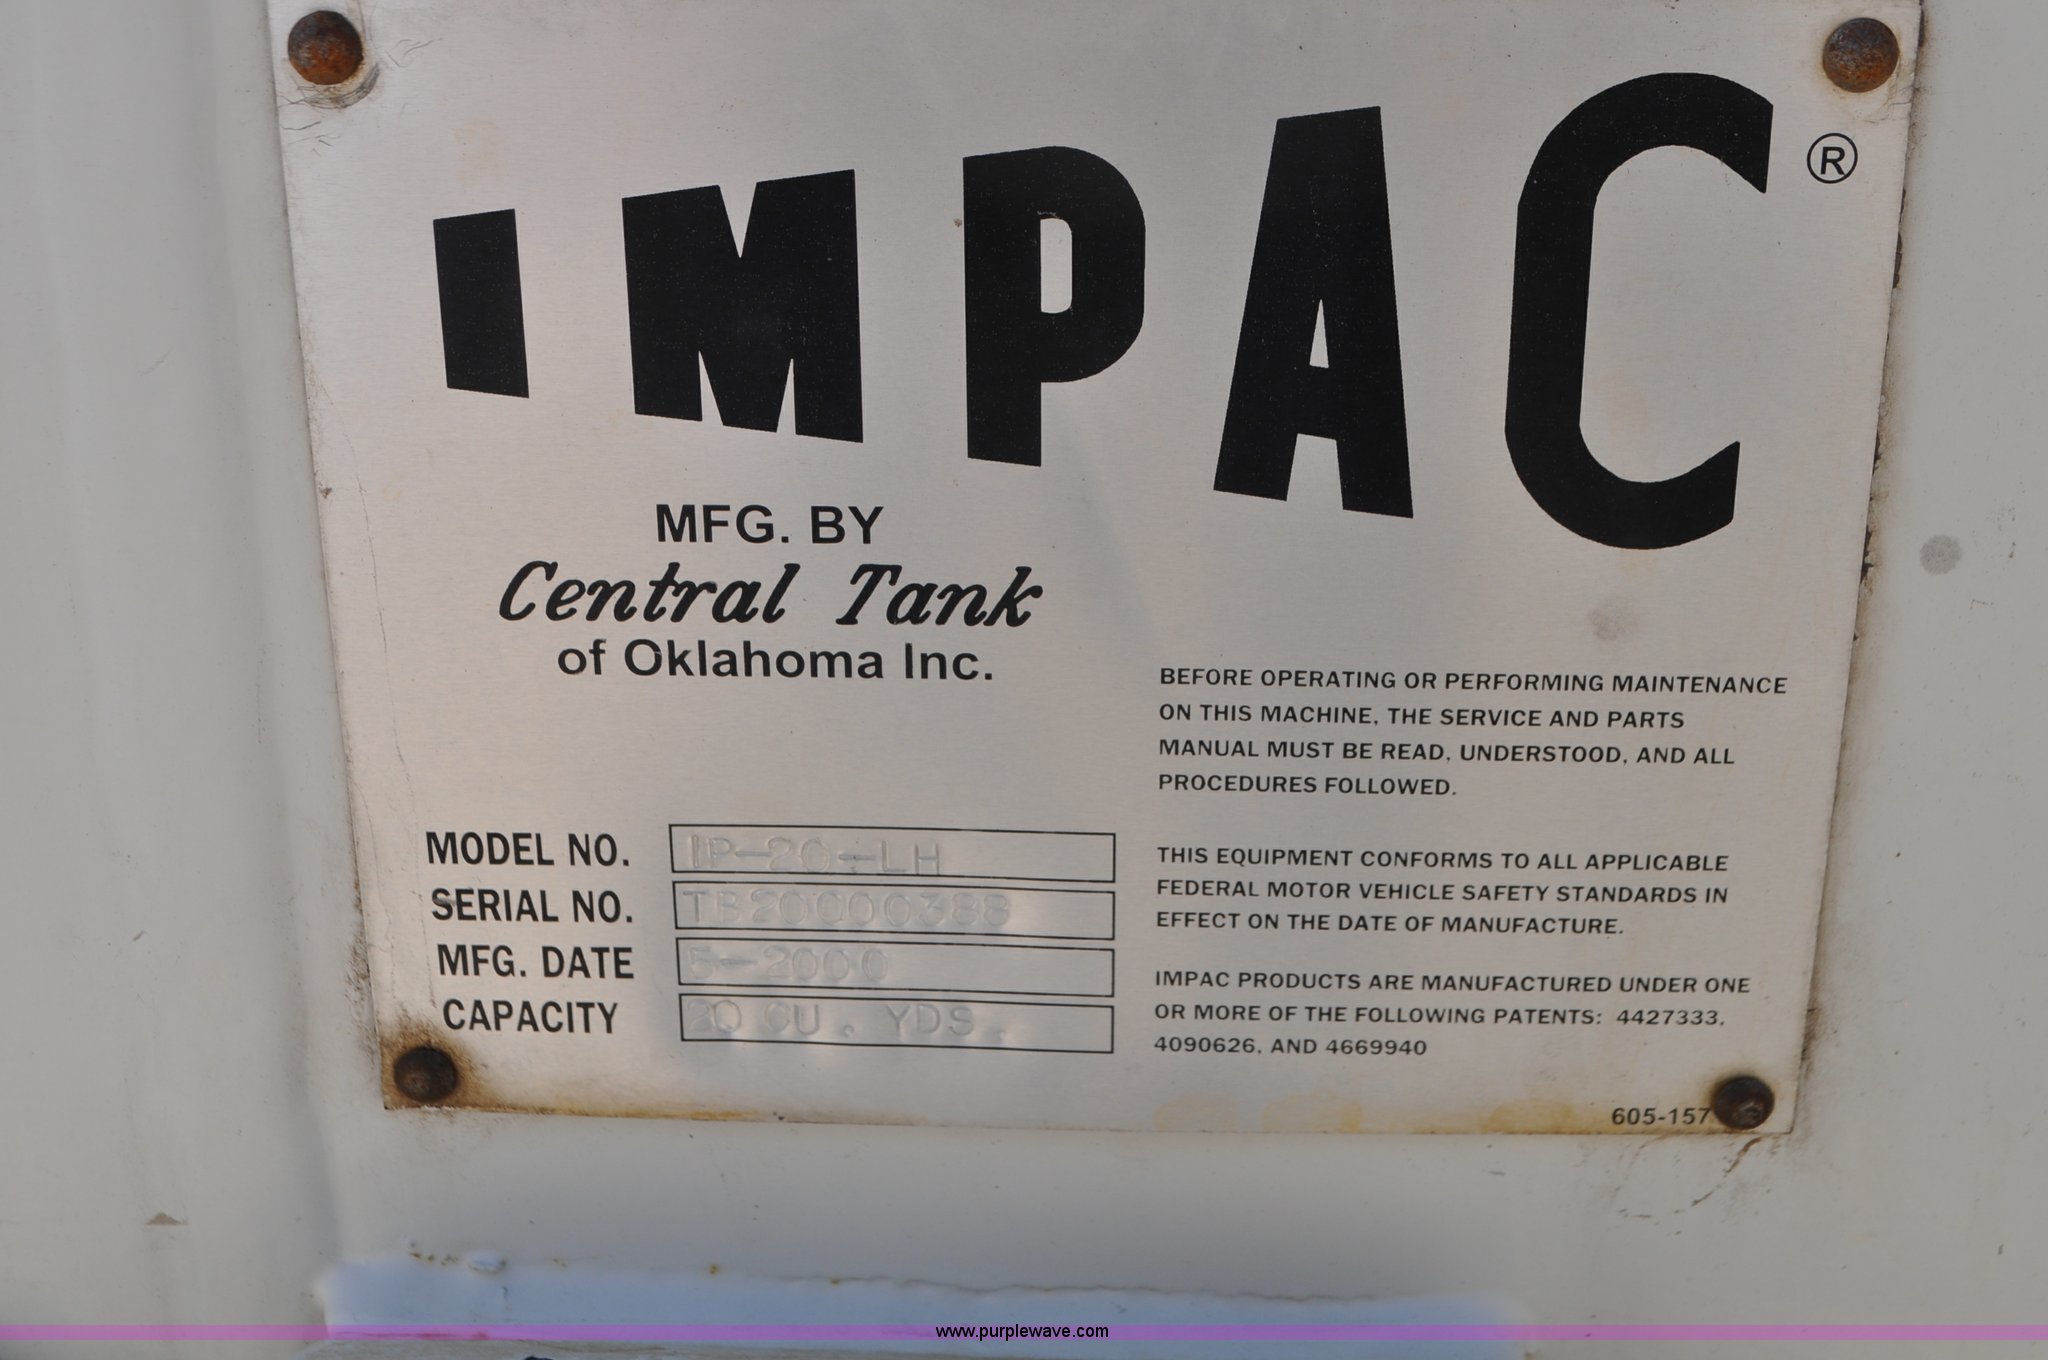 IMPAC®
MFG. BY
Central Tank
of Oklahoma Inc.
MODEL NO. IP-20-LH
SERIAL NO. TB20000388
MFG. DATE 5-2000
CAPACITY 20 CU. YDS.
BEFORE OPERATING OR PERFORMING MAINTENANCE
ON THIS MACHINE, THE SERVICE AND PARTS
MANUAL MUST BE READ, UNDERSTOOD, AND ALL
PROCEDURES FOLLOWED.
THIS EQUIPMENT CONFORMS TO ALL APPLICABLE
FEDERAL MOTOR VEHICLE SAFETY STANDARDS IN
EFFECT ON THE DATE OF MANUFACTURE.
IMPAC PRODUCTS ARE MANUFACTURED UNDER ONE
OR MORE OF THE FOLLOWING PATENTS: 4427333,
4090626, AND 4669940
605-157
www.purplewave.com